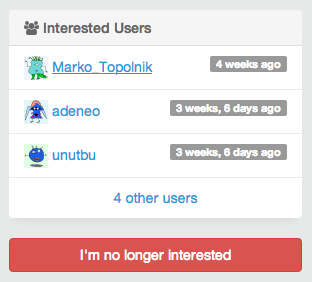 Interested Users
Marko_Topolnik 4 weeks ago
adeneo 3 weeks, 6 days ago
unutbu 3 weeks, 6 days ago
4 other users
I'm no longer interested